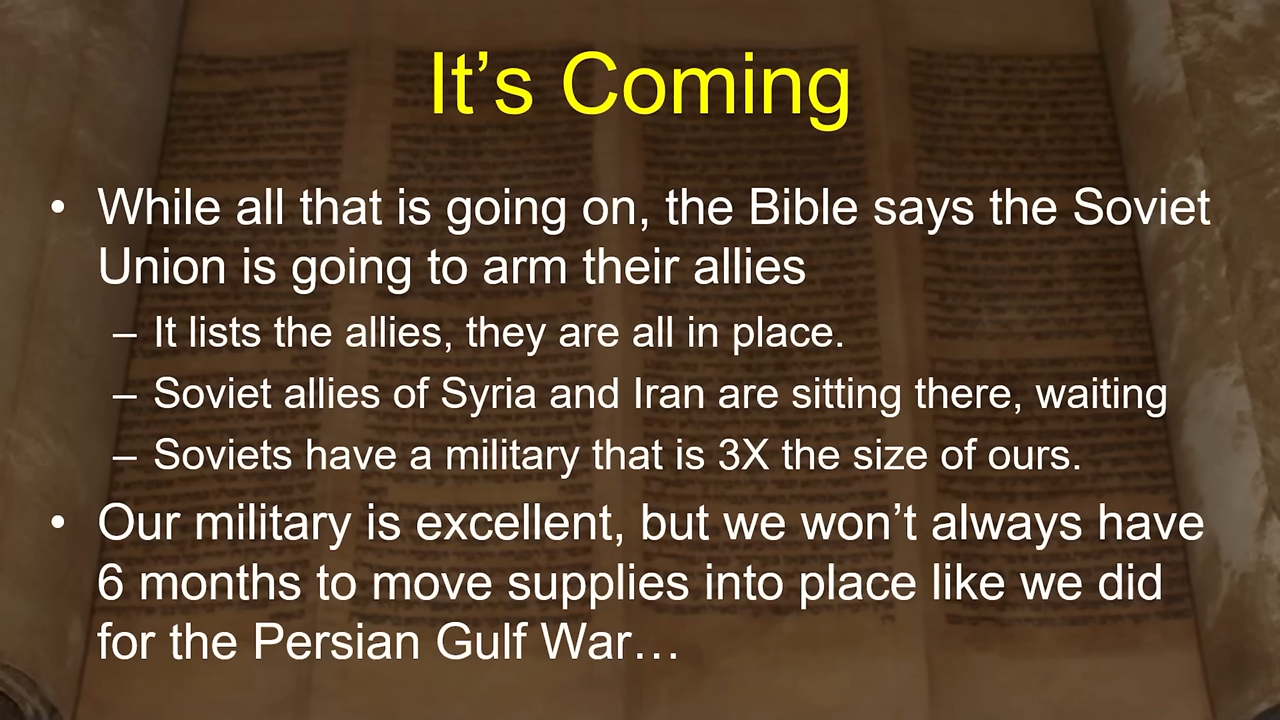 It’s Coming
• While all that is going on, the Bible says the Soviet
Union is going to arm their allies
– It lists the allies, they are all in place.
– Soviet allies of Syria and Iran are sitting there, waiting
– Soviets have a military that is 3X the size of ours.
• Our military is excellent, but we won’t always have
6 months to move supplies into place like we did
for the Persian Gulf War…